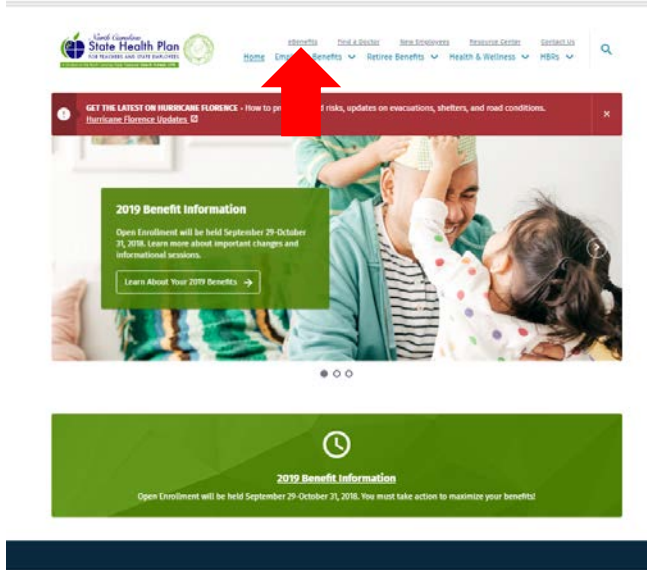 North Carolina
State Health Plan
FOR TEACHERS AND STATE EMPLOYEES
eBenefits Find a Doctor New Employees Resource Center Contact Us
Home Benefits Retiree Benefits Health & Wellness HBRs
GET THE LATEST ON HURRICANE FLORENCE - How to risks, updates on evacuations, shelters, and road conditions.
Hurricane Florence Updates
2019 Benefit Information
Open Enrollment will be held September 29-October
31, 2018. Learn more about important changes and
informational sessions.
Learn About Your 2019 Benefits →
2019 Benefit Information
Open Enrollment will be held September 29-October 31, 2018. You must take action to maximize your benefits!